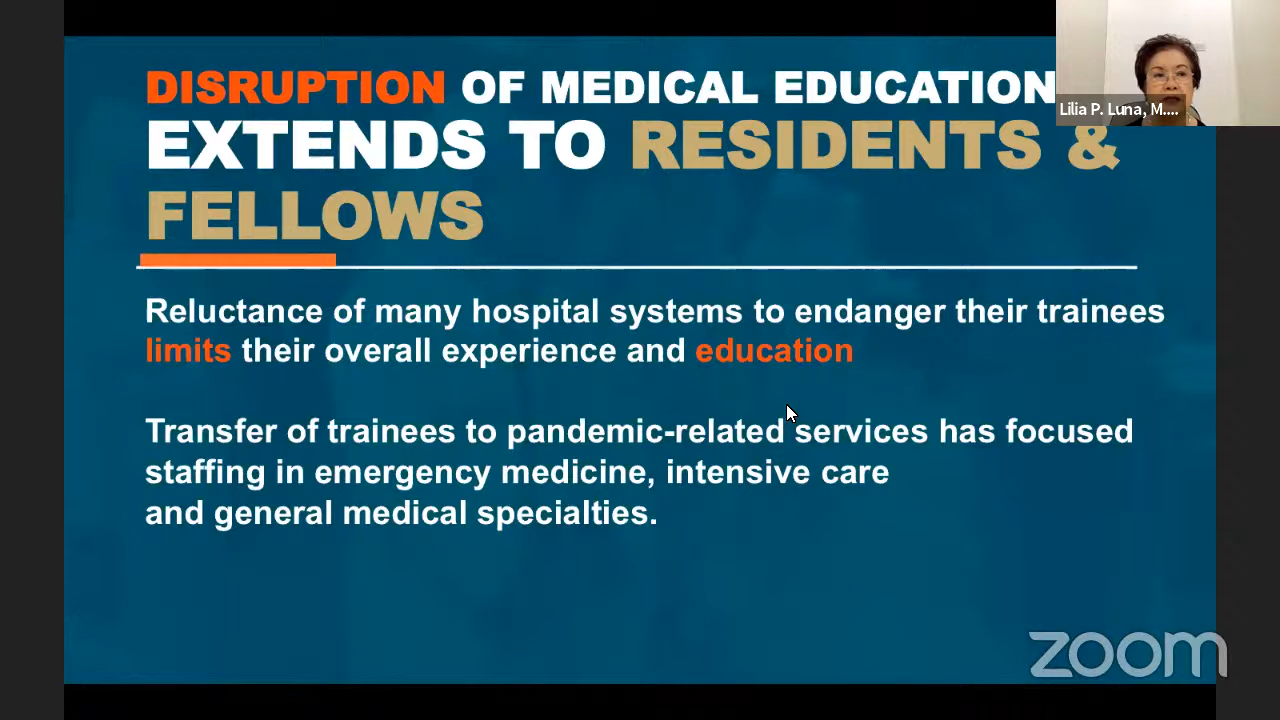 DISRUPTION OF MEDICAL EDUCATION
EXTENDS TO RESIDENTS &
FELLOWS
Lilia P. Luna, M....
Reluctance of many hospital systems to endanger their trainees
limits their overall experience and education
Transfer of trainees to pandemic-related services has focused
staffing in emergency medicine, intensive care
and general medical specialties.
zoom